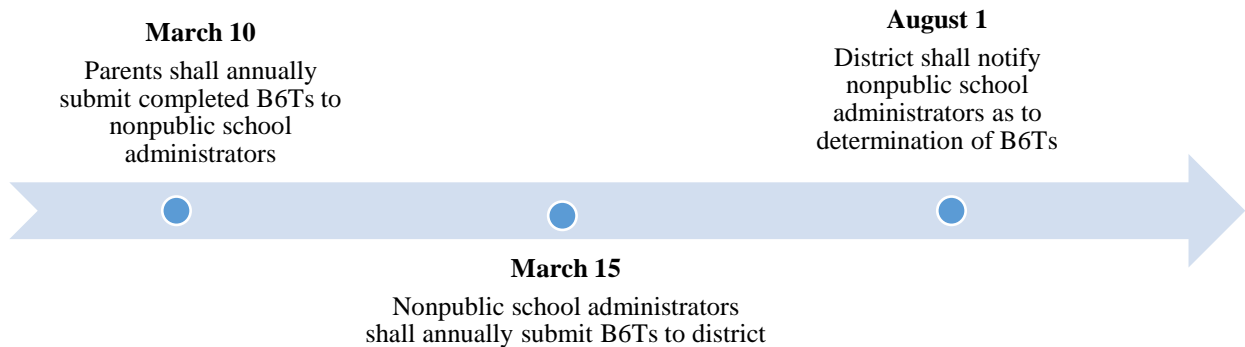 March 10
Parents shall annually
submit completed B6Ts to
nonpublic school
administrators
August 1
District shall notify
nonpublic school
administrators as to
determination of B6Ts
March 15
Nonpublic school administrators
shall annually submit B6Ts to district